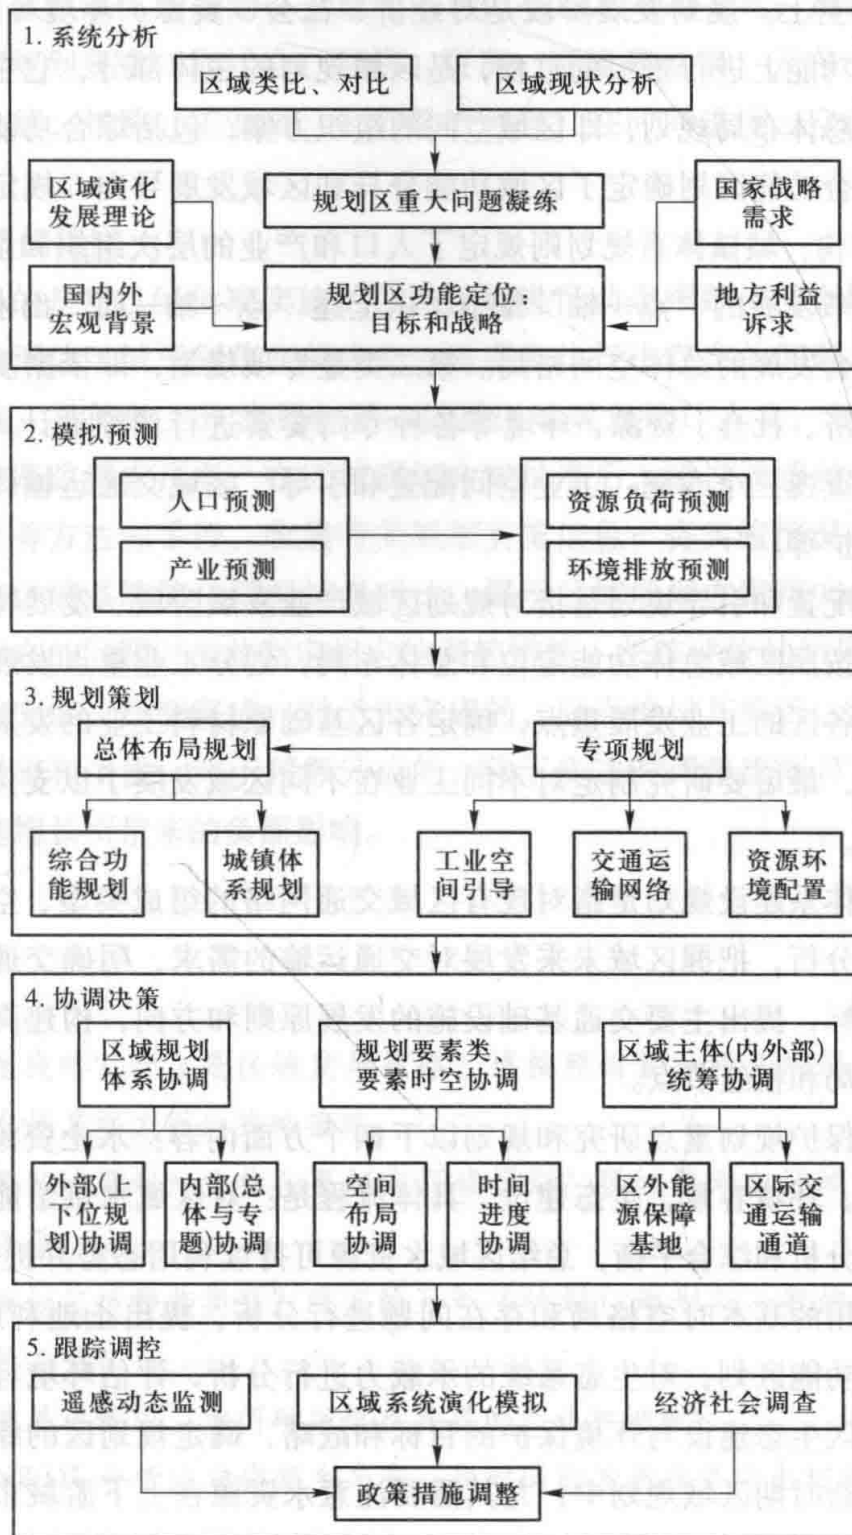 1. 系统分析
区域类比、对比
区域现状分析
区域演化
发展理论
规划区重大问题凝练
国家战略
需求
国内外
宏观背景
规划区功能定位:
目标和战略
地方利益
诉求
2. 模拟预测
人口预测
资源负荷预测
产业预测
环境排放预测
3. 规划策划
总体布局规划
专项规划
综合功
能规划
城镇体
系规划
工业空
间引导
交通运
输网络
资源环
境配置
4. 协调决策
区域规划
体系协调
规划要素类、
要素时空协调
区域主体(内外部)
统筹协调
外部(上
下位规
划)协调
内部(总
体与专
题)协调
空间
布局
协调
时间
进度
协调
区外能
源保障
基地
区际交
通运输
通道
5. 跟踪调控
遥感动态监测
区域系统演化模拟
经济社会调查
政策措施调整